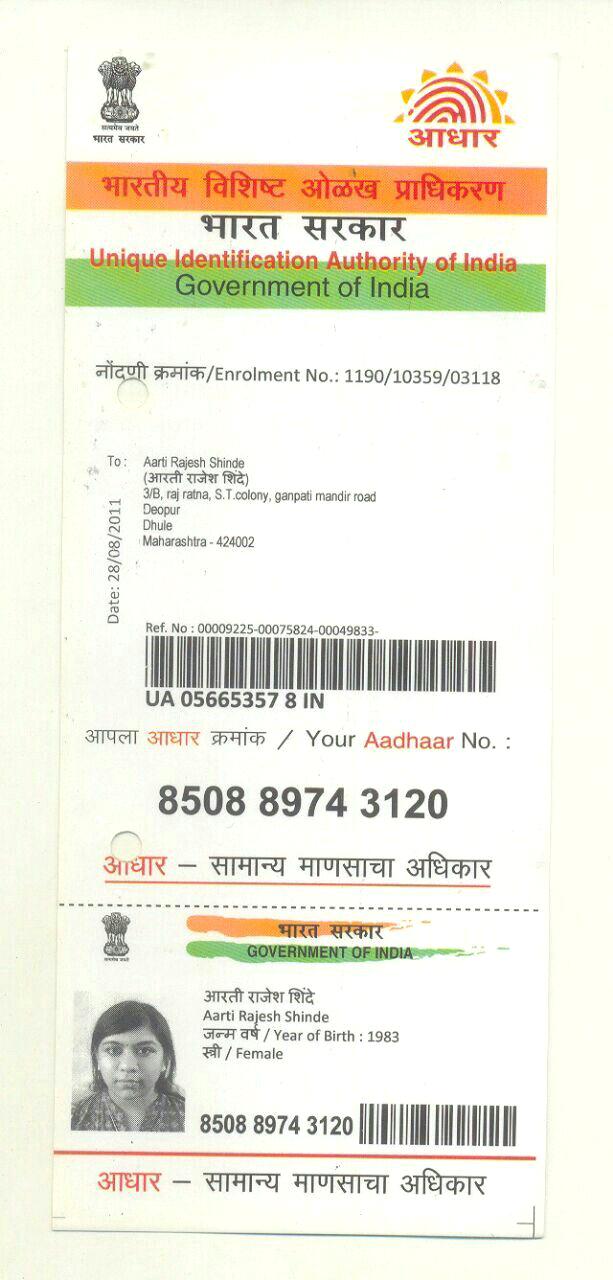 सत्यमेव जयते
भारत सरकार
आधार
भारतीय विशिष्ट ओळख प्राधिकरण
भारत सरकार
Unique Identification Authority of India
Government of India
नोंदणी क्रमांक/Enrolment No.: 1190/10359/03118
To : Aarti Rajesh Shinde
(आरती राजेश शिंदे)
3/B, raj ratna, S.T.colony, ganpati mandir road
Deopur
Dhule
Maharashtra - 424002
Date: 28/08/2011
Ref. No : 00009225-00075824-00049833-
UA 05665357 8 IN
आपला आधार क्रमांक / Your Aadhaar No. :
8508 8974 3120
आधार – सामान्य माणसाचा अधिकार
सत्यमेव जयते
भारत सरकार
GOVERNMENT OF INDIA
आरती राजेश शिंदे
Aarti Rajesh Shinde
जन्म वर्ष / Year of Birth : 1983
स्त्री / Female
8508 8974 3120
आधार – सामान्य माणसाचा अधिकार